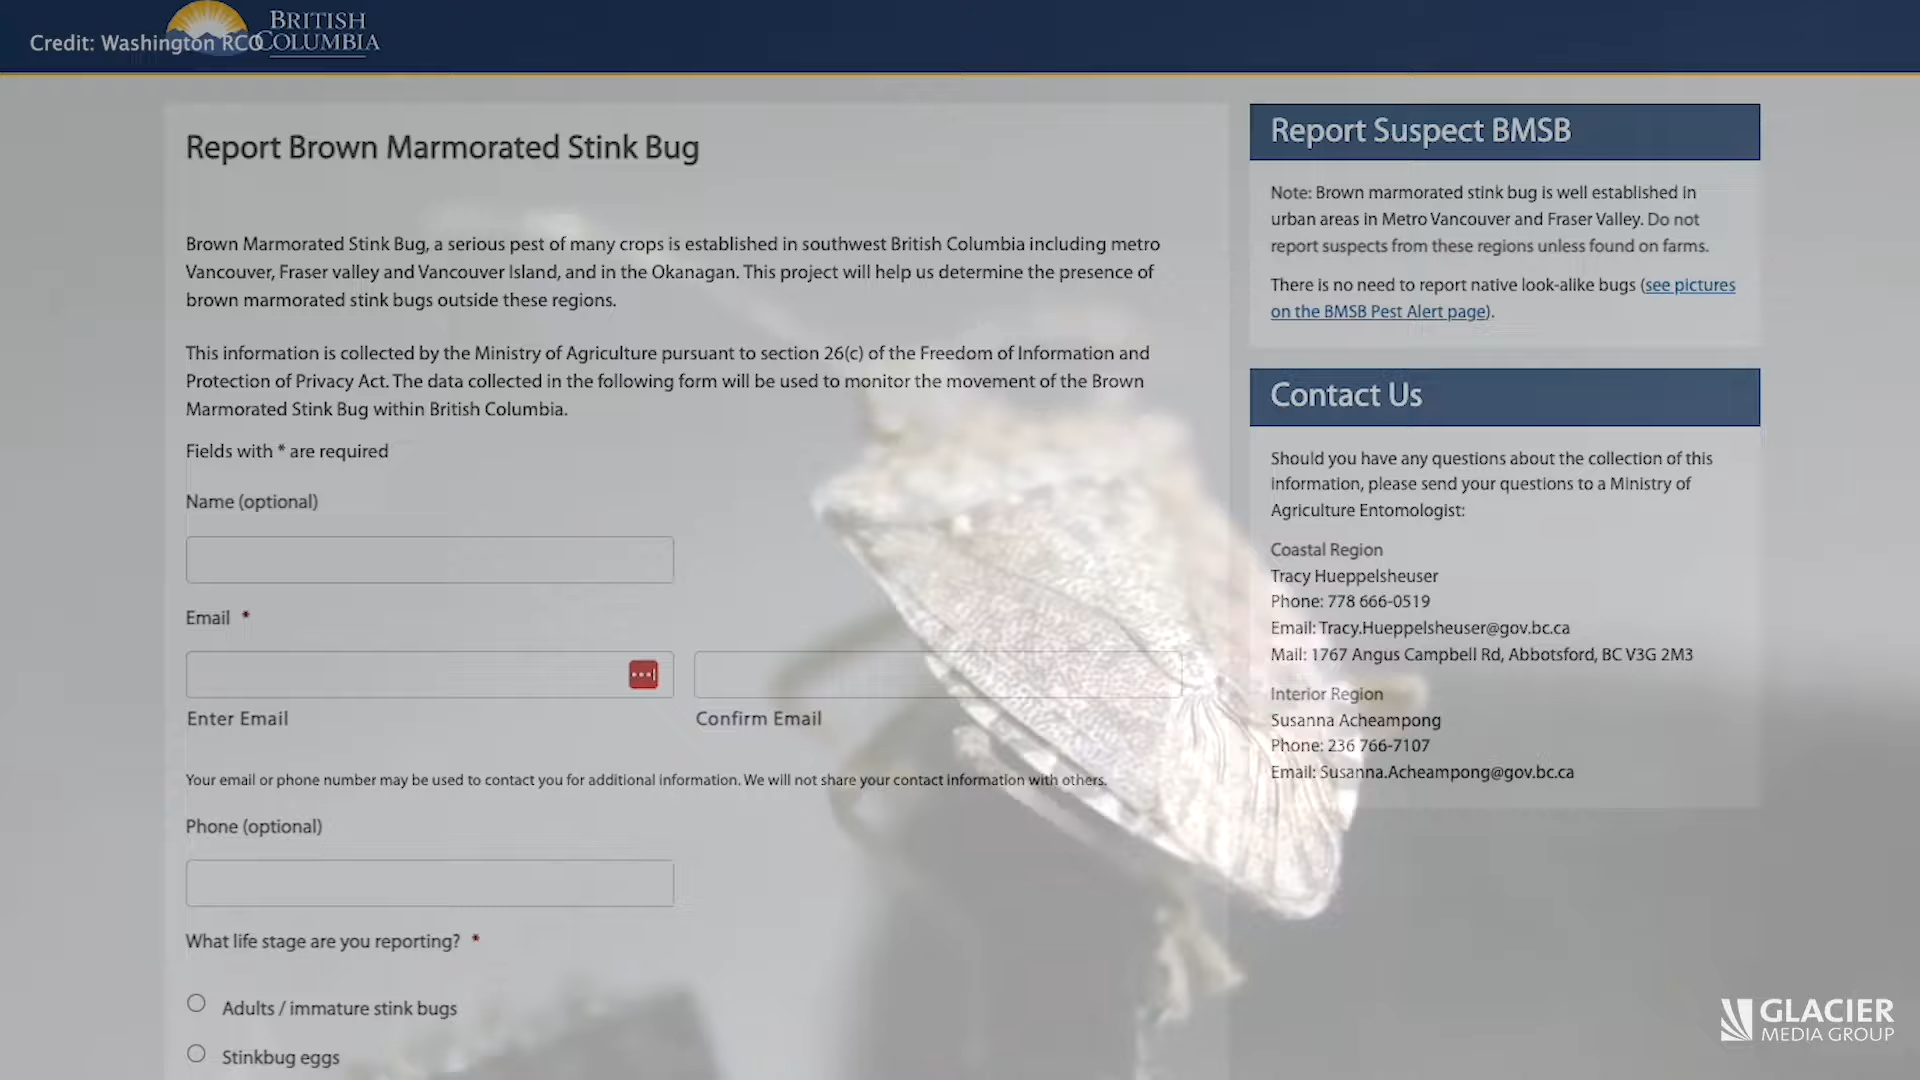 Credit: Washington RCO
BRITISH
COLUMBIA
Report Brown Marmorated Stink Bug
Brown Marmorated Stink Bug, a serious pest of many crops is established in southwest British Columbia including metro
Vancouver, Fraser valley and Vancouver Island, and in the Okanagan. This project will help us determine the presence of
brown marmorated stink bugs outside these regions.
This information is collected by the Ministry of Agriculture pursuant to section 26(c) of the Freedom of Information and
Protection of Privacy Act. The data collected in the following form will be used to monitor the movement of the Brown
Marmorated Stink Bug within British Columbia.
Fields with * are required
Name (optional)
Email *
Enter Email
Confirm Email
Your email or phone number may be used to contact you for additional information. We will not share your contact information with others.
Phone (optional)
What life stage are you reporting? *
Adults / immature stink bugs
Stinkbug eggs
Report Suspect BMSB
Note: Brown marmorated stink bug is well established in
urban areas in Metro Vancouver and Fraser Valley. Do not
report suspects from these regions unless found on farms.
There is no need to report native look-alike bugs (see pictures
on the BMSB Pest Alert page).
Contact Us
Should you have any questions about the collection of this
information, please send your questions to a Ministry of
Agriculture Entomologist:
Coastal Region
Tracy Hueppelsheuser
Phone: 778 666-0519
Email: Tracy.Hueppelsheuser@gov.bc.ca
Mail: 1767 Angus Campbell Rd, Abbotsford, BC V3G 2M3
Interior Region
Susanna Acheampong
Phone: 236 766-7107
Email: Susanna.Acheampong@gov.bc.ca
GLACIER
MEDIA GROUP